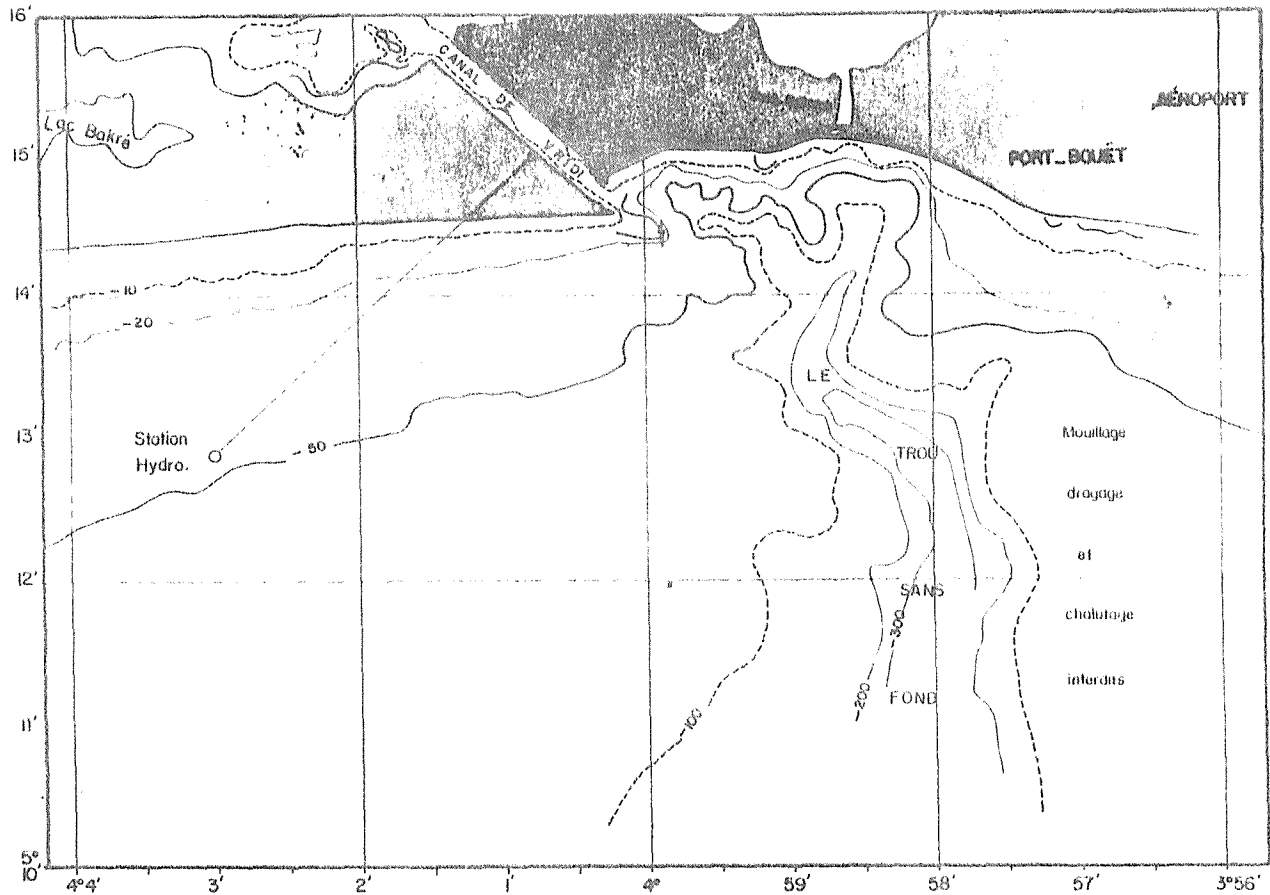 16'
CANAL DE VRIDI
AÉROPORT
Lac Bakré
15'
PORT_BOUËT
14'
-10
-20
LE
13'
Station
Hydro.
-50
TROU
Mouillage
dragage
et
12'
SANS
-300
chalutage
-200
FOND
interdits
11'
100
5°
10'
4°4'
3'
2'
1'
4°
59'
58'
57'
3°56'